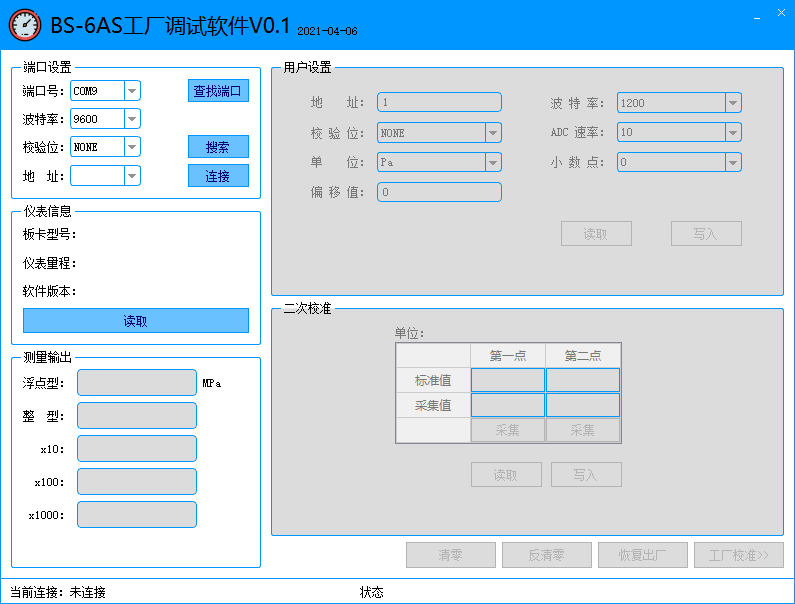 BS-6AS工厂调试软件V0.1 2021-04-06
端口设置
端口号: COM9 查找端口
波特率: 9600
校验位: NONE 搜索
地 址: 连接
仪表信息
板卡型号:
仪表量程:
软件版本:
读取
测量输出
浮点型: MPa
整 型:
x10:
x100:
x1000:
用户设置
地 址: 1 波 特 率: 1200
校 验 位: NONE ADC 速率: 10
单 位: Pa 小 数 点: 0
偏 移 值: 0
读取 写入
二次校准
单位:
第一点 第二点
标准值
采集值
采集 采集
读取 写入
清零 反清零 恢复出厂 工厂校准>>
当前连接: 未连接 状态